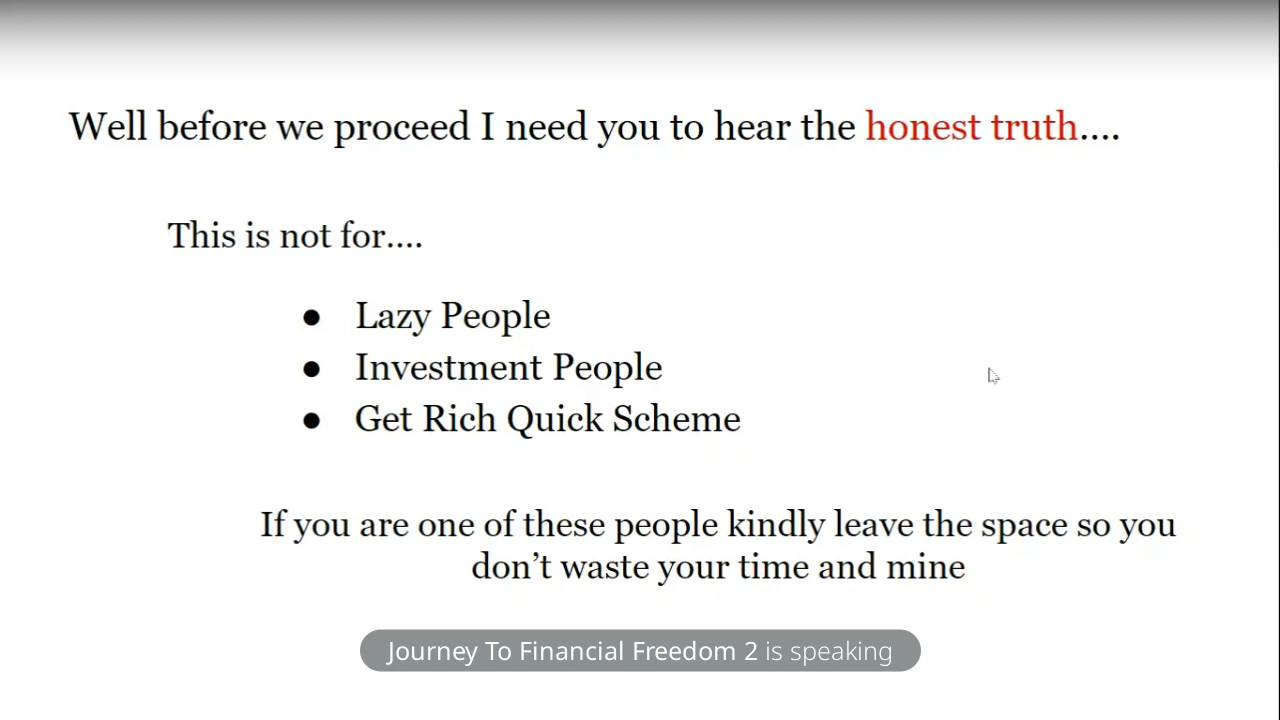 Well before we proceed I need you to hear the honest truth....
This is not for....
● Lazy People
● Investment People
● Get Rich Quick Scheme
If you are one of these people kindly leave the space so you
don’t waste your time and mine
Journey To Financial Freedom 2 is speaking